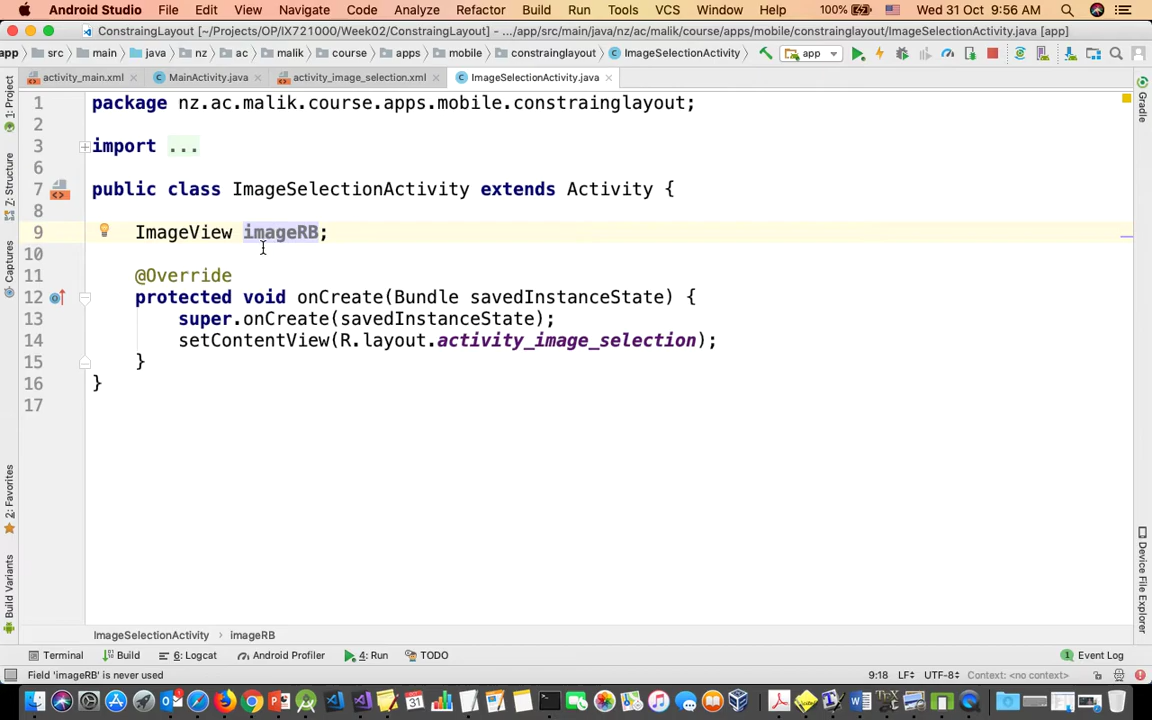 Android Studio File Edit View Navigate Code Analyze Refactor Build Run Tools VCS Window Help 100% Wed 31 Oct 9:56 AM
ConstraingLayout [~/Projects/OP/IX721000/Week02/ConstraingLayout] - .../app/src/main/java/nz/ac/malik/course/apps/mobile/constrainglayout/ImageSelectionActivity.java [app]
app src main java nz ac malik course apps mobile constrainglayout ImageSelectionActivity app
activity_main.xml MainActivity.java activity_image_selection.xml ImageSelectionActivity.java
1: Project
Z: Structure
Captures
2: Favorites
Build Variants
1 package nz.ac.malik.course.apps.mobile.constrainglayout;
2
3 import ...
6
7 public class ImageSelectionActivity extends Activity {
8
9 ImageView imageRB;
10
11 @Override
12 protected void onCreate(Bundle savedInstanceState) {
13 super.onCreate(savedInstanceState);
14 setContentView(R.layout.activity_image_selection);
15 }
16 }
17
Gradle
Device File Explorer
ImageSelectionActivity › imageRB
Terminal Build 6: Logcat Android Profiler 4: Run TODO 1 Event Log
Field 'imageRB' is never used 9:18 LF UTF-8 Context: <no context>